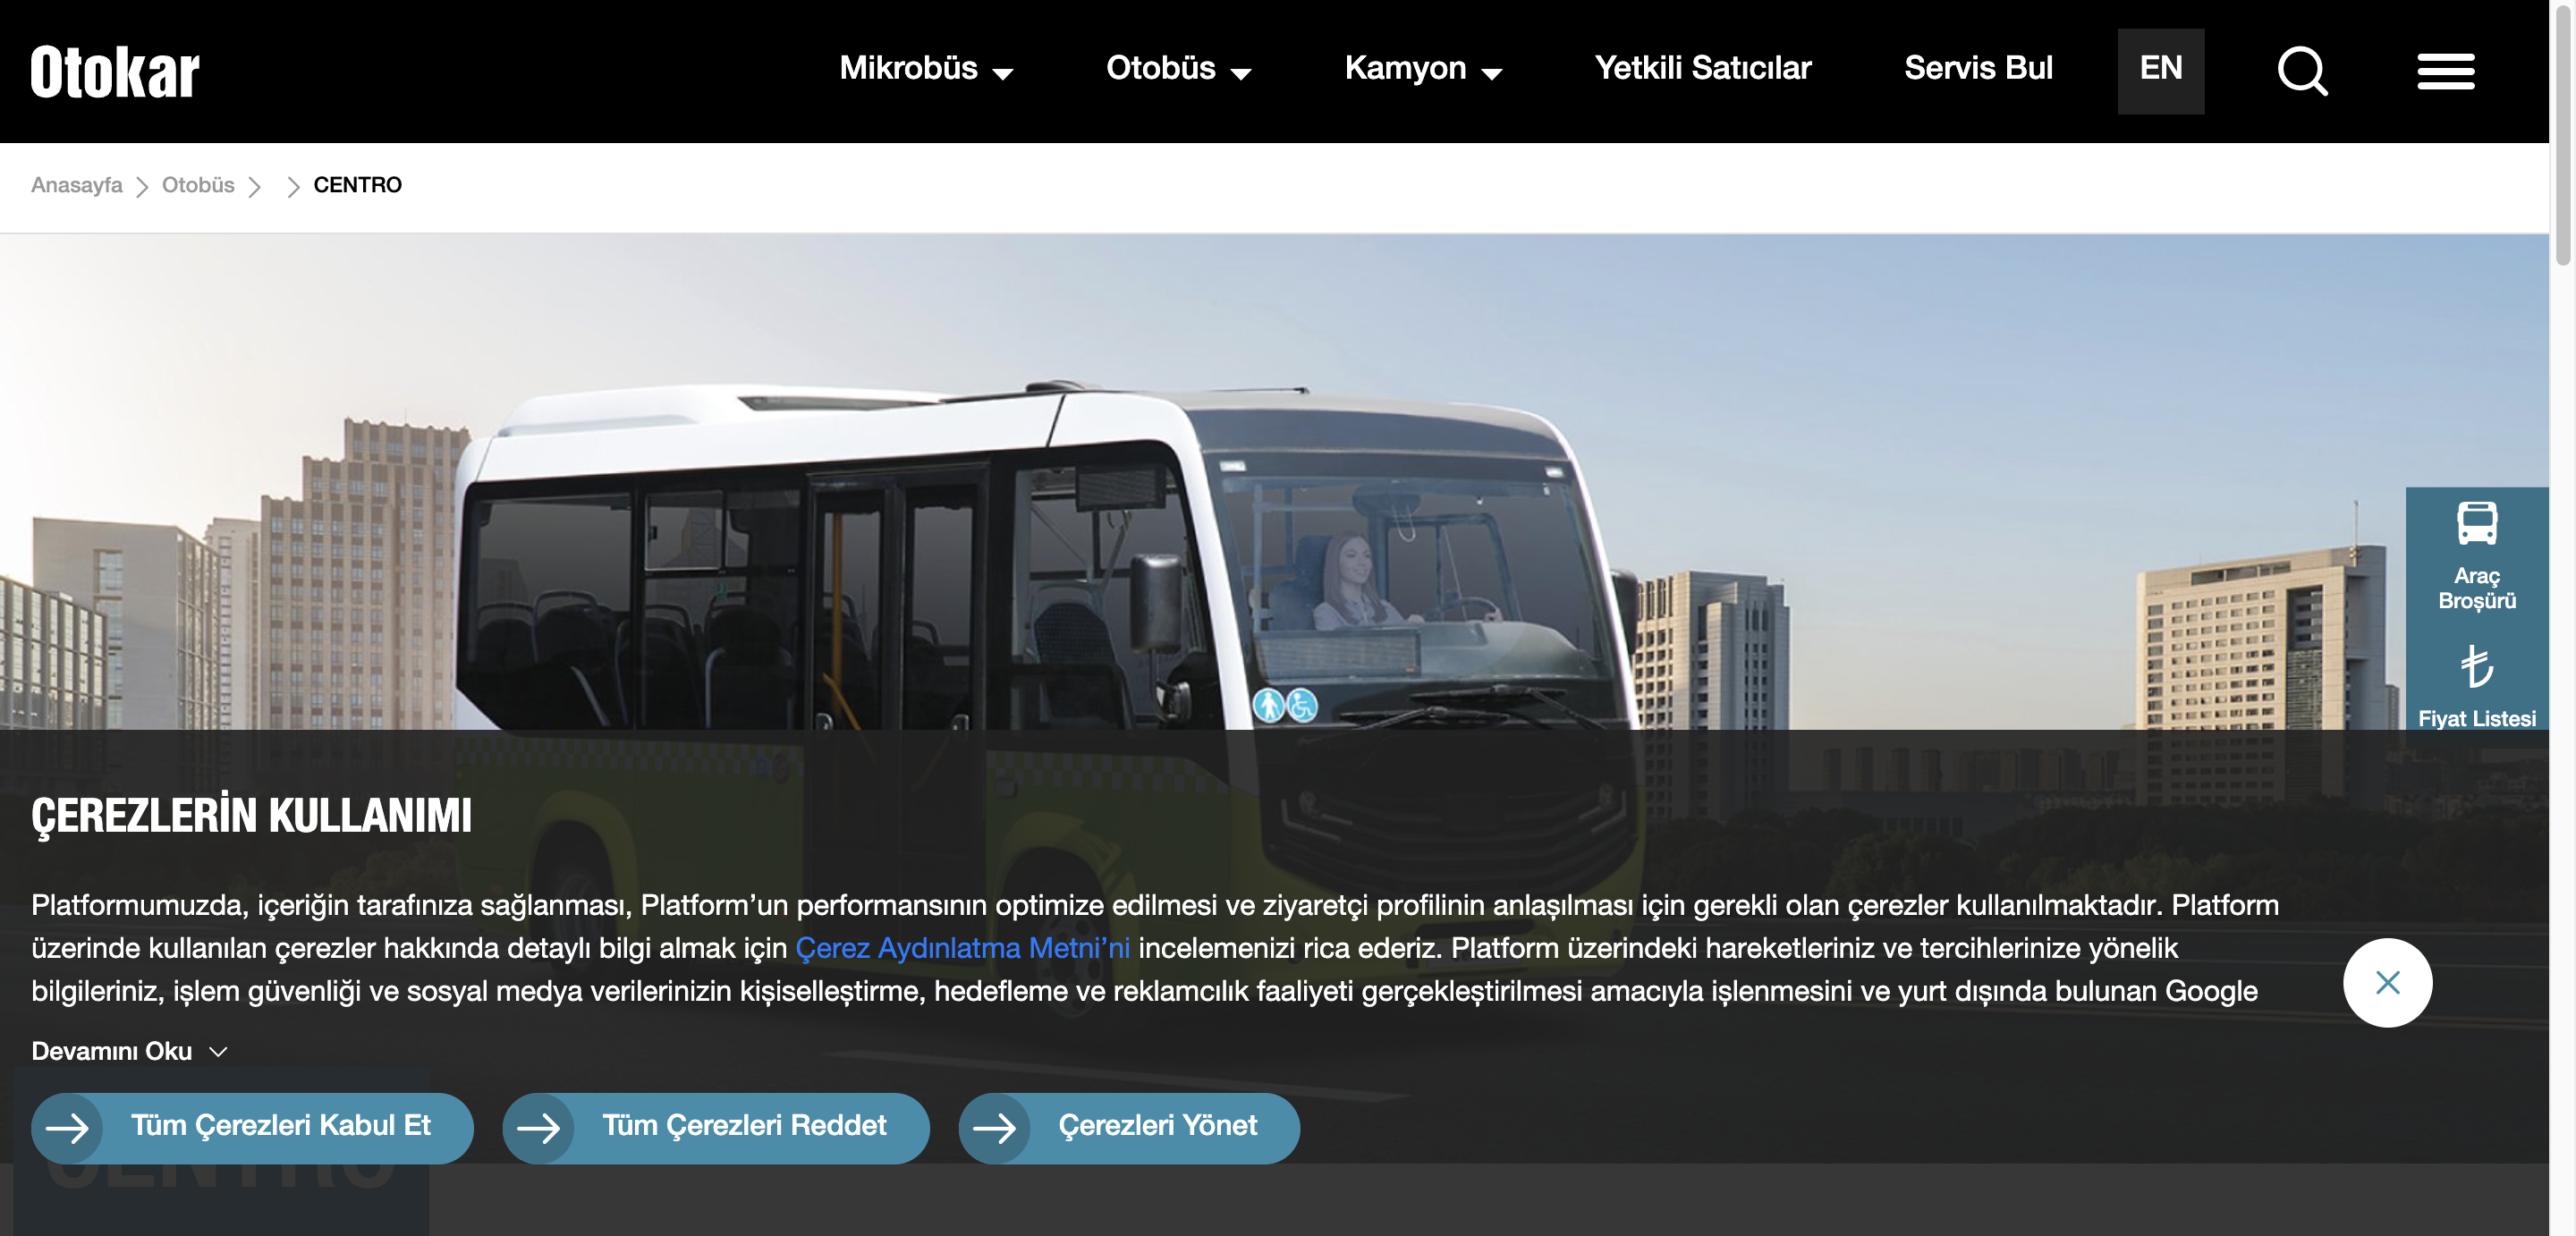 Otokar
Mikrobüs
Otobüs
Kamyon
Yetkili Satıcılar
Servis Bul
EN
Anasayfa
Otobüs
CENTRO
Araç
Broşürü
Fiyat Listesi
ÇEREZLERİN KULLANIMI
Platformumuzda, içeriğin tarafınıza sağlanması, Platform’un performansının optimize edilmesi ve ziyaretçi profilinin anlaşılması için gerekli olan çerezler kullanılmaktadır. Platform
üzerinde kullanılan çerezler hakkında detaylı bilgi almak için Çerez Aydınlatma Metni’ni incelemenizi rica ederiz. Platform üzerindeki hareketleriniz ve tercihlerinize yönelik
bilgileriniz, işlem güvenliği ve sosyal medya verilerinizin kişiselleştirme, hedefleme ve reklamcılık faaliyeti gerçekleştirilmesi amacıyla işlenmesini ve yurt dışında bulunan Google
Devamını Oku
Tüm Çerezleri Kabul Et
Tüm Çerezleri Reddet
Çerezleri Yönet
CENTRO